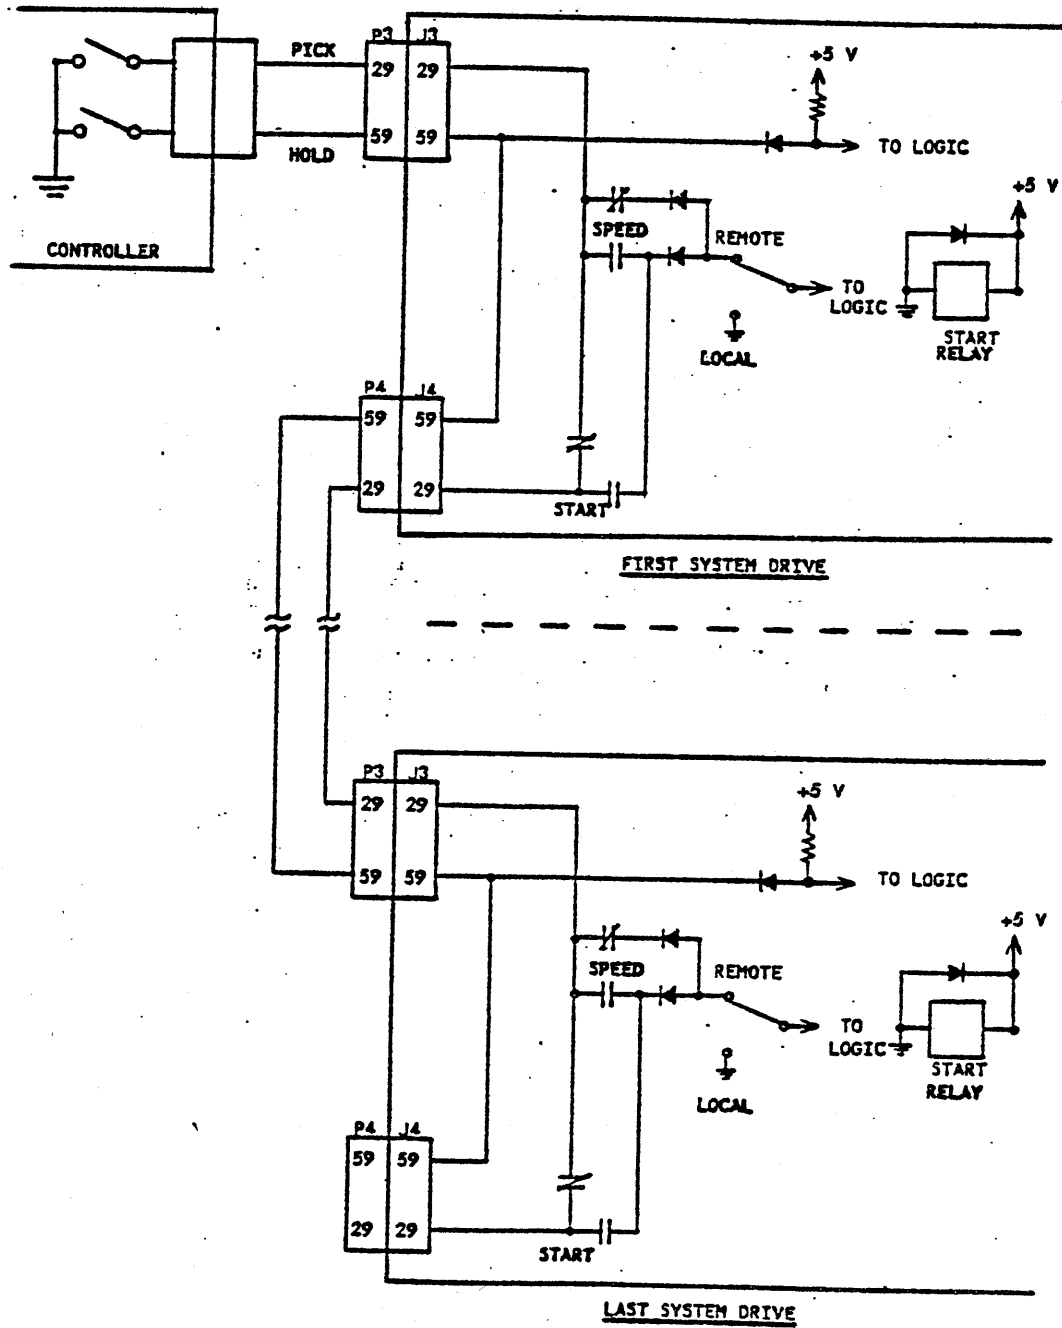 P3 J3
PICK
29 29
+5 V
59 59
HOLD
TO LOGIC
+5 V
SPEED
REMOTE
CONTROLLER
TO
LOGIC
START
RELAY
LOCAL
P4 J4
59 59
29 29
START
FIRST SYSTEM DRIVE
P3 J3
29 29
+5 V
59 59
TO LOGIC
+5 V
SPEED
REMOTE
TO
LOGIC
START
RELAY
LOCAL
P4 J4
59 59
29 29
START
LAST SYSTEM DRIVE